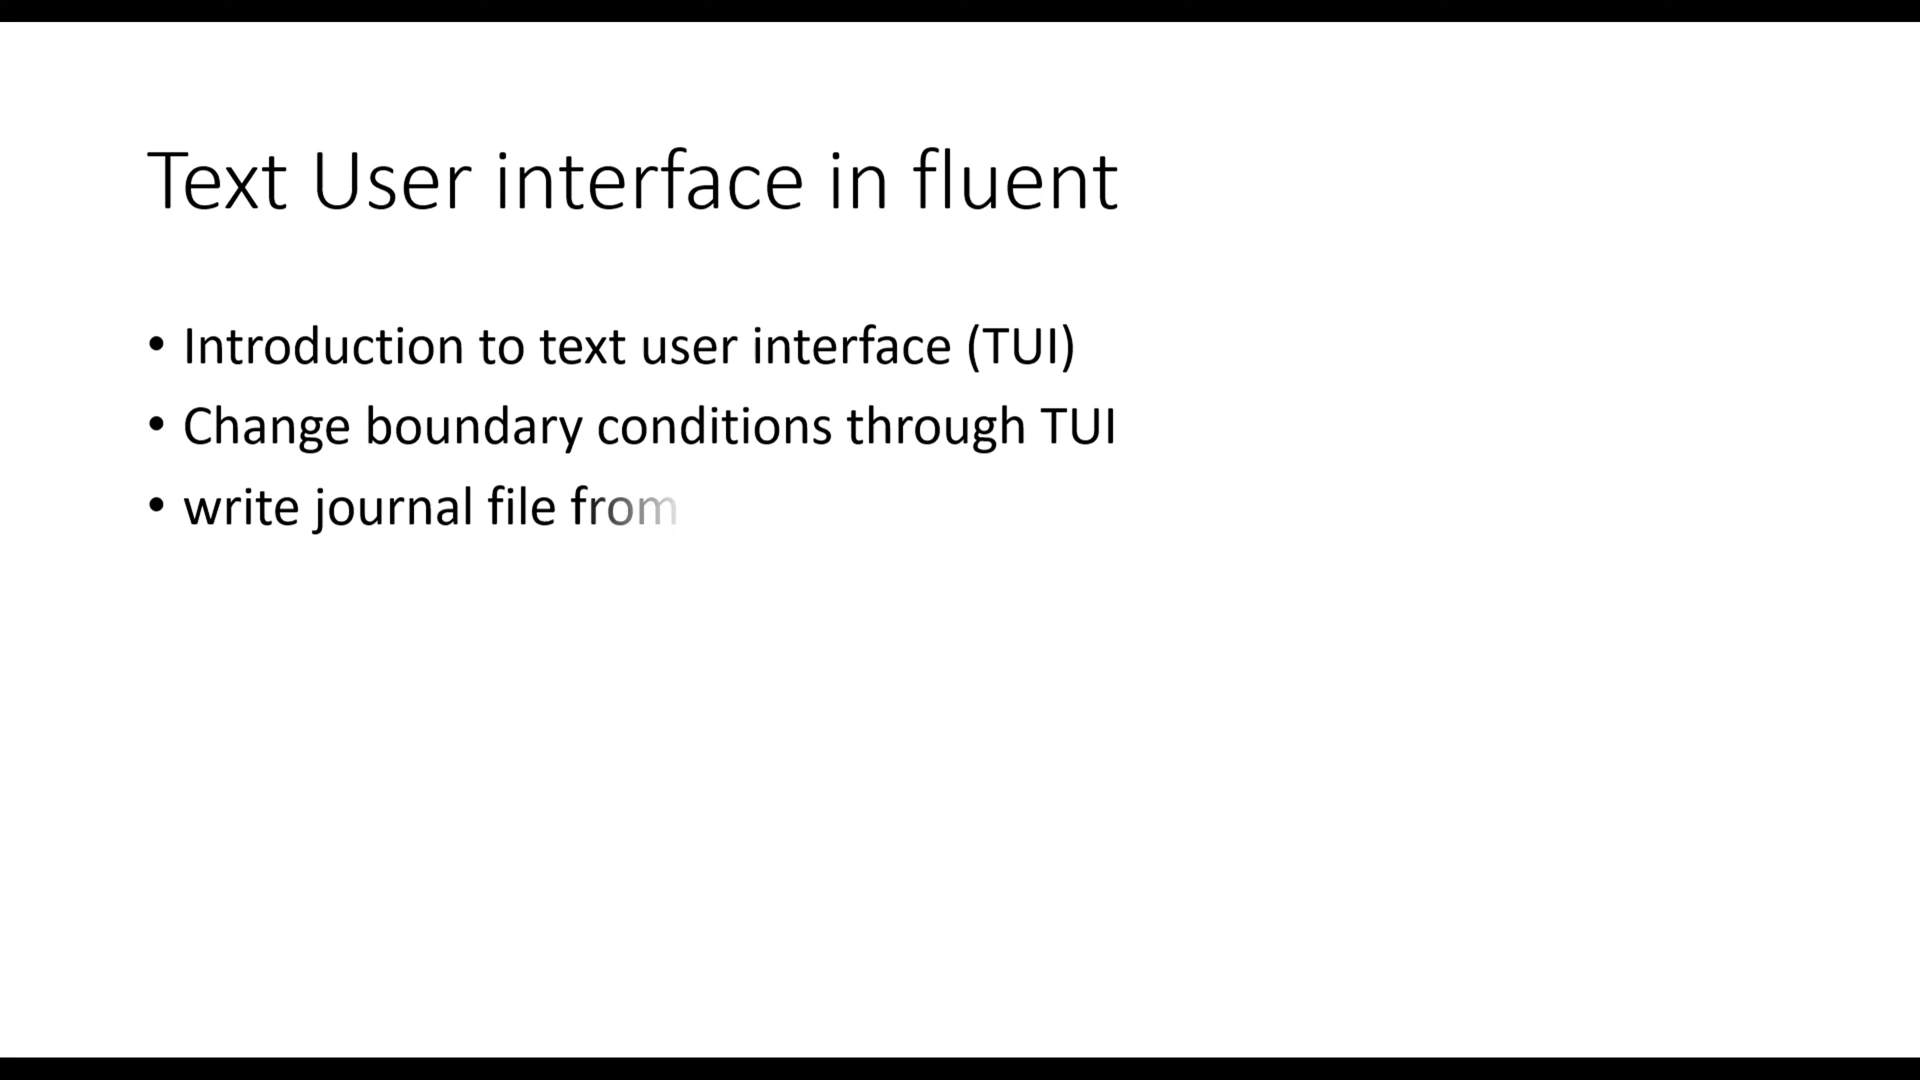 Text User interface in fluent
• Introduction to text user interface (TUI)
• Change boundary conditions through TUI
• write journal file from